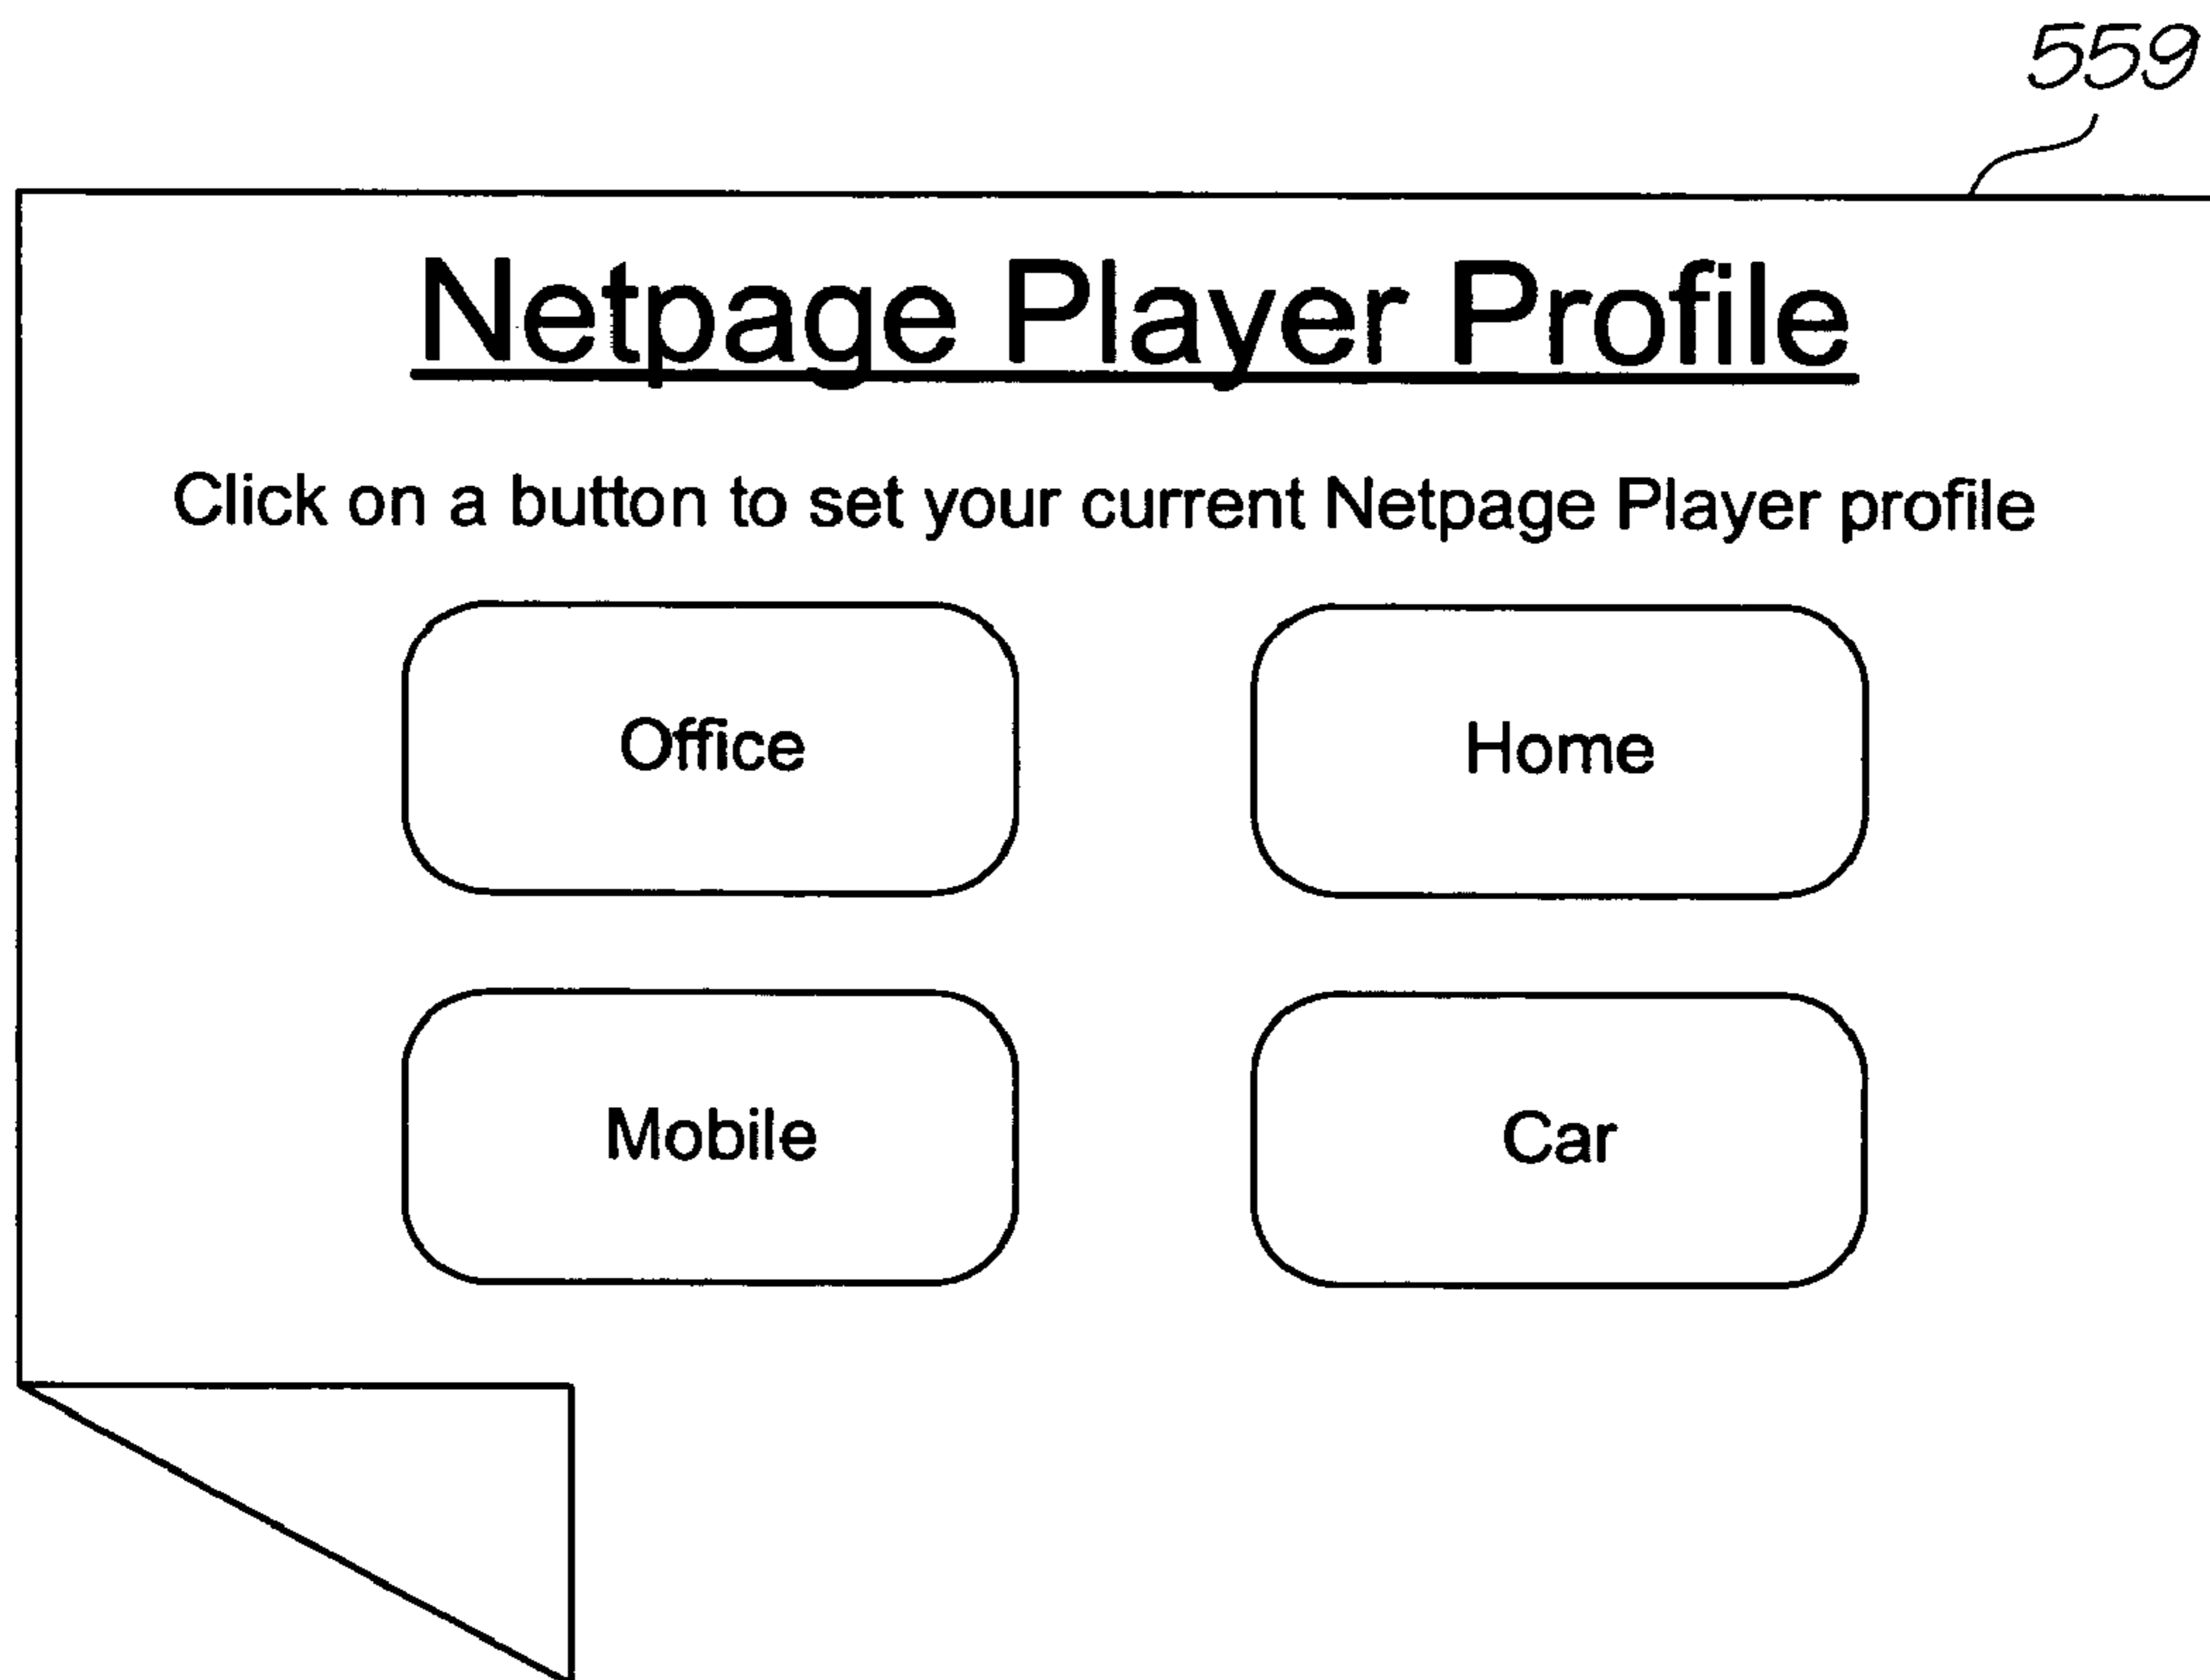 559
Netpage Player Profile
Click on a button to set your current Netpage Player profile
Office Home
Mobile Car